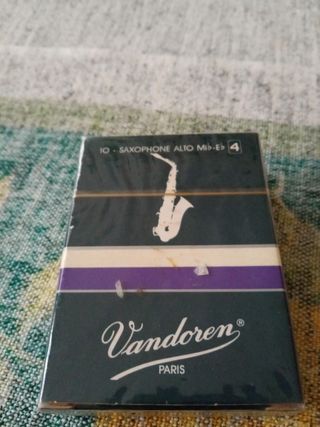 10 - SAXOPHONE ALTO Mi♭-E♭ 4
Vandoren®
PARIS